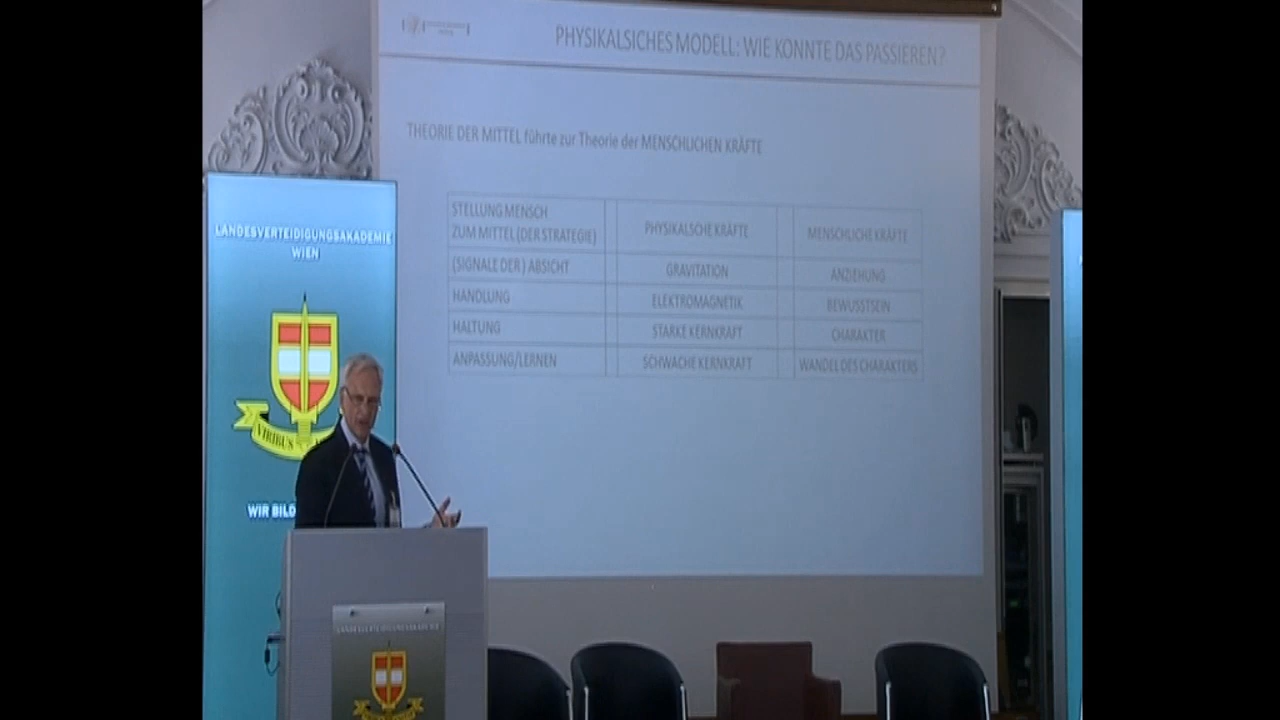 PHYSIKALSICHES MODELL: WIE KONNTE DAS PASSIEREN?
THEORIE DER MITTEL führte zur Theorie der MENSCHLICHEN KRÄFTE
STELLUNG MENSCH
ZUM MITTEL (DER STRATEGIE)
PHYSIKALSCHE KRÄFTE
MENSCHLICHE KRÄFTE
(SIGNALE DER) ABSICHT
GRAVITATION
ANZIEHUNG
HANDLUNG
ELEKTROMAGNETIK
BEWUSSTSEIN
HALTUNG
STARKE KERNKRAFT
CHARAKTER
ANPASSUNG/LERNEN
SCHWACHE KERNKRAFT
WANDEL DES CHARAKTERS
LANDESVERTEIDIGUNGSAKADEMIE
WIEN
VIRIBUS
WIR BILD
LANDESVERTEIDIGUNGSAKADEMIE